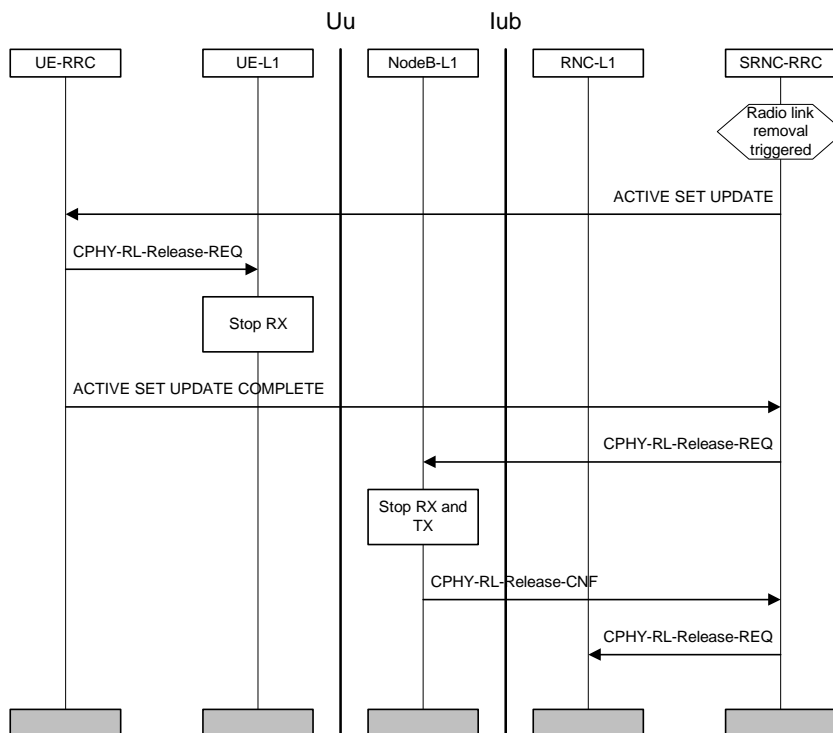 Uu
Iub
UE-RRC
UE-L1
NodeB-L1
RNC-L1
SRNC-RRC
Radio link
removal
triggered
ACTIVE SET UPDATE
CPHY-RL-Release-REQ
Stop RX
ACTIVE SET UPDATE COMPLETE
CPHY-RL-Release-REQ
Stop RX and
TX
CPHY-RL-Release-CNF
CPHY-RL-Release-REQ